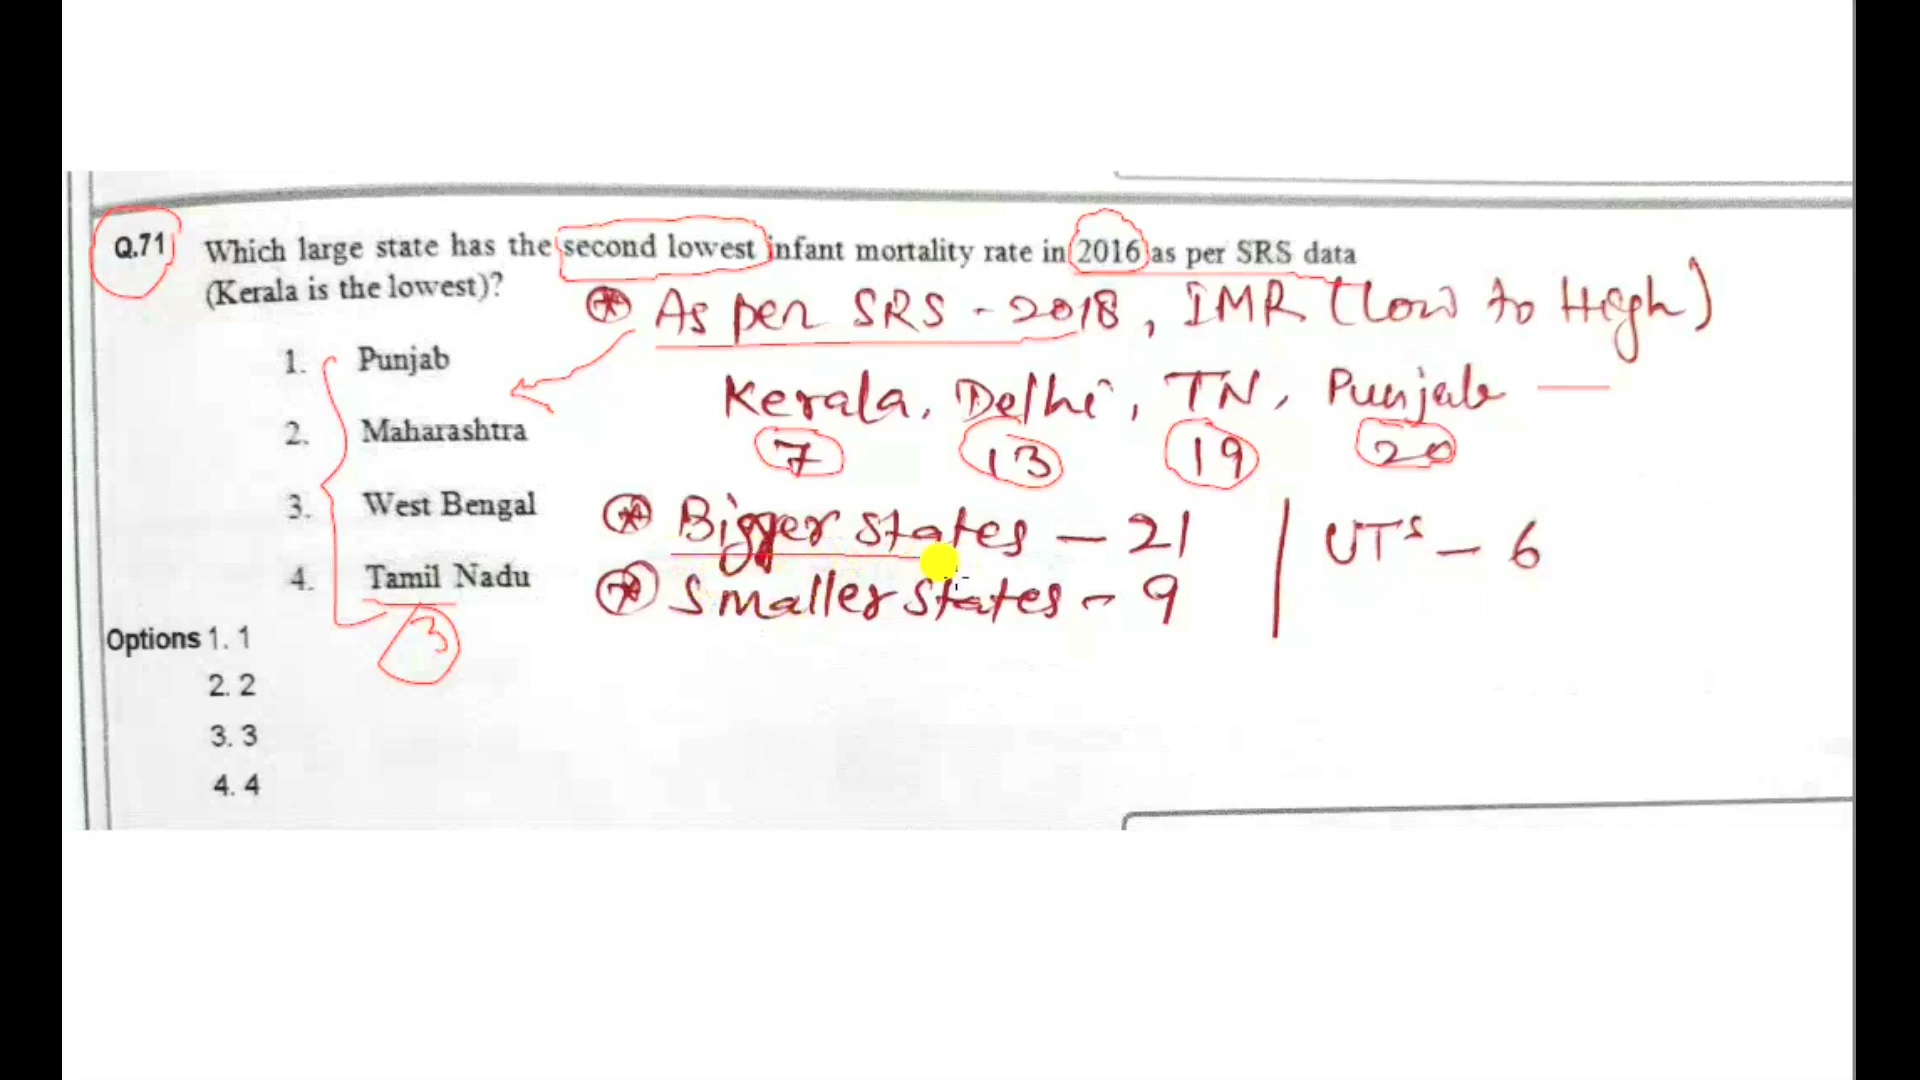 Q.71 Which large state has the second lowest infant mortality rate in 2016 as per SRS data
(Kerala is the lowest)?
⊛ As per SRS - 2018, IMR (Low to High)
1. Punjab
Kerala, Delhi, TN, Punjab —
2. Maharashtra
7 13 19 20
3. West Bengal
⊛ Bigger states — 21 | UTs — 6
4. Tamil Nadu
⊛ Smaller states - 9
3
Options 1. 1
2. 2
3. 3
4. 4